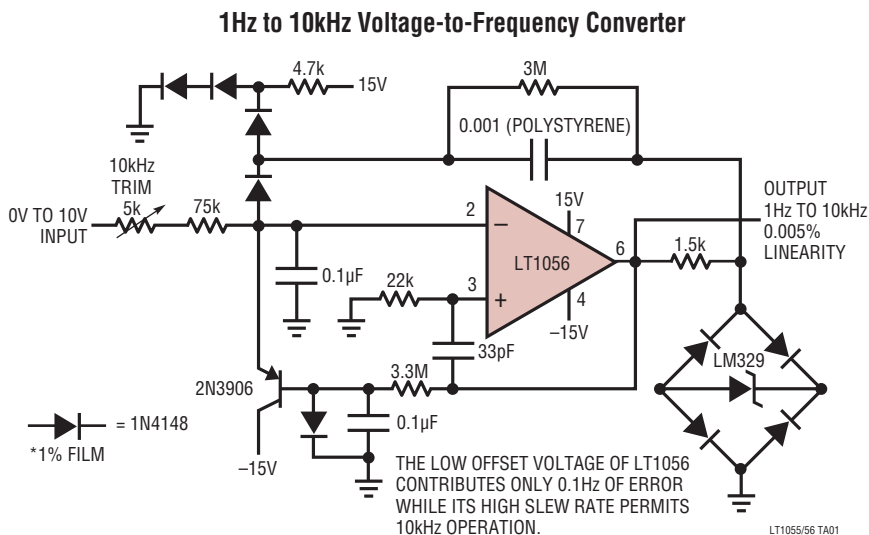 1Hz to 10kHz Voltage-to-Frequency Converter
4.7k
15V
3M
0.001 (POLYSTYRENE)
10kHz
TRIM
5k
75k
0V TO 10V
INPUT
2
15V
7
6
OUTPUT
1Hz TO 10kHz
0.005%
LINEARITY
–
LT1056
1.5k
0.1µF
22k
3
+
4
–15V
33pF
LM329
3.3M
2N3906
0.1µF
= 1N4148
*1% FILM
–15V
THE LOW OFFSET VOLTAGE OF LT1056
CONTRIBUTES ONLY 0.1Hz OF ERROR
WHILE ITS HIGH SLEW RATE PERMITS
10kHz OPERATION.
LT1055/56 TA01